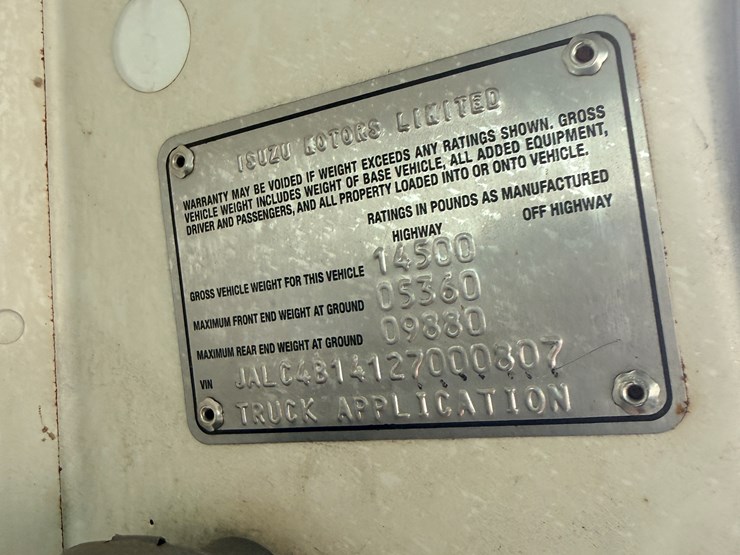 ISUZU MOTORS LIMITED
WARRANTY MAY BE VOIDED IF WEIGHT EXCEEDS ANY RATINGS SHOWN. GROSS
VEHICLE WEIGHT INCLUDES WEIGHT OF BASE VEHICLE, ALL ADDED EQUIPMENT,
DRIVER AND PASSENGERS, AND ALL PROPERTY LOADED INTO OR ONTO VEHICLE.
RATINGS IN POUNDS AS MANUFACTURED
HIGHWAY OFF HIGHWAY
GROSS VEHICLE WEIGHT FOR THIS VEHICLE 14500
MAXIMUM FRONT END WEIGHT AT GROUND 05360
MAXIMUM REAR END WEIGHT AT GROUND 09880
VIN JALC4B14127000807
TRUCK APPLICATION